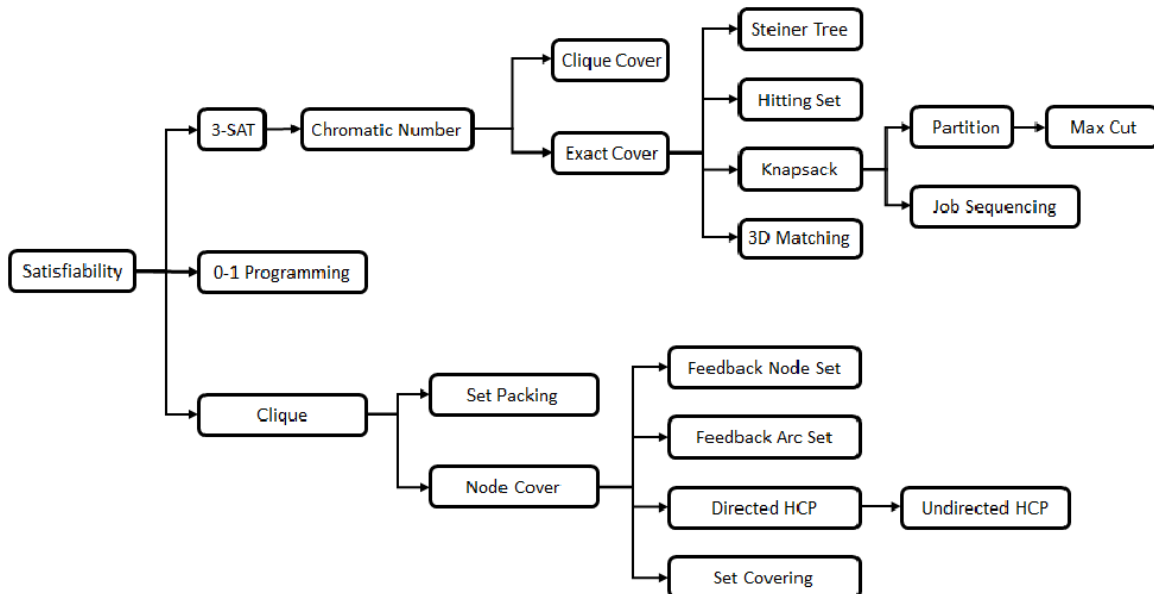 Steiner Tree
Clique Cover
Hitting Set
3-SAT
Chromatic Number
Partition
Max Cut
Exact Cover
Knapsack
Job Sequencing
3D Matching
Satisfiability
0-1 Programming
Feedback Node Set
Set Packing
Clique
Feedback Arc Set
Node Cover
Directed HCP
Undirected HCP
Set Covering